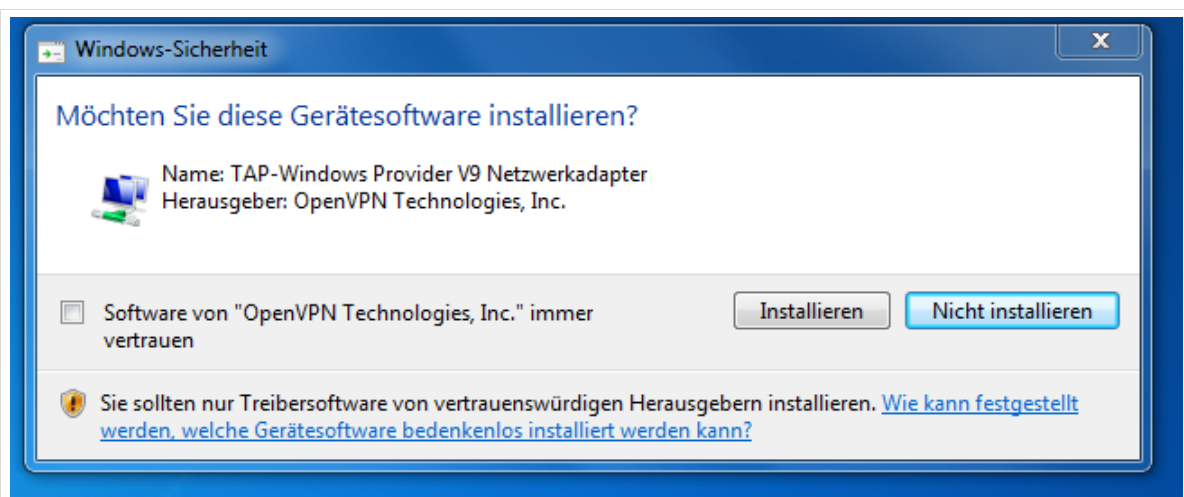 Windows-Sicherheit
X
Möchten Sie diese Gerätesoftware installieren?
Name: TAP-Windows Provider V9 Netzwerkadapter
Herausgeber: OpenVPN Technologies, Inc.
Software von "OpenVPN Technologies, Inc." immer
vertrauen
Installieren
Nicht installieren
Sie sollten nur Treibersoftware von vertrauenswürdigen Herausgebern installieren. Wie kann festgestellt
werden, welche Gerätesoftware bedenkenlos installiert werden kann?